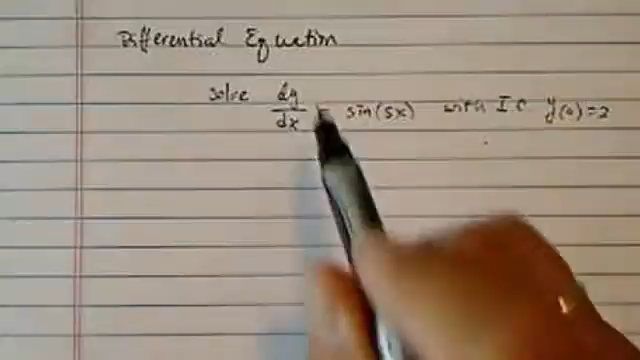 Differential Equation
Solve dy/dx = sin(5x) with I C y(0)=2